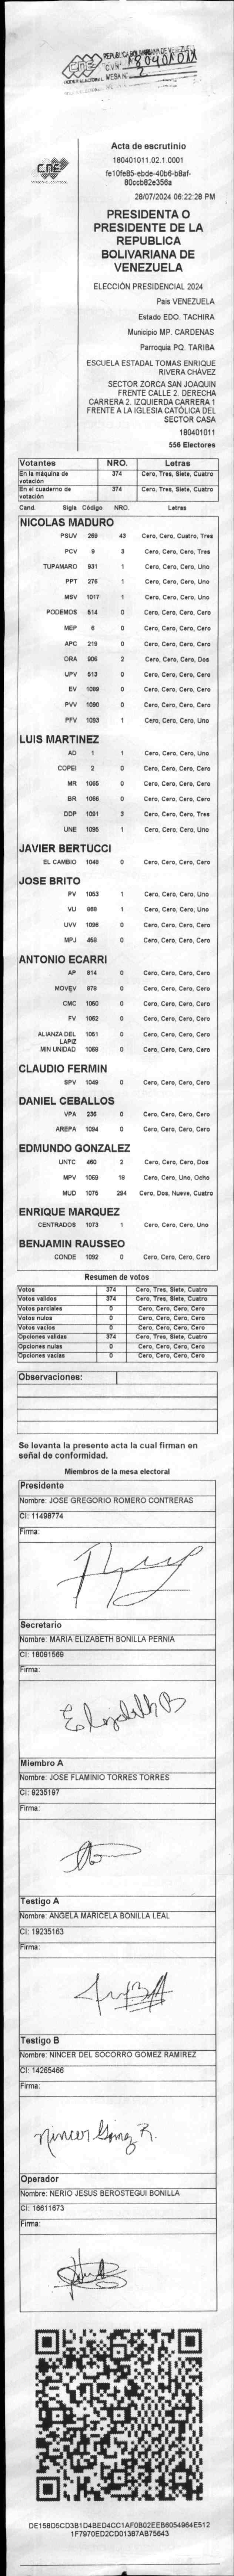 REPUBLICA BOLIVARIANA DE VENEZUELA
CNE
Acta de escrutinio
180401011.02.1.0001
fe10fe85-ebde-40b6-b8af-
80ccb82e356a
28/07/2024 06:22:28 PM
PRESIDENTA O
PRESIDENTE DE LA
REPUBLICA
BOLIVARIANA DE
VENEZUELA
ELECCIÓN PRESIDENCIAL 2024
Pais VENEZUELA
Estado EDO. TACHIRA
Municipio MP. CARDENAS
Parroquia PQ. TARIBA
ESCUELA ESTADAL TOMAS ENRIQUE
RIVERA CHÁVEZ
SECTOR ZORCA SAN JOAQUIN
FRENTE CALLE 2. DERECHA
CARRERA 2. IZQUIERDA CARRERA 1
FRENTE A LA IGLESIA CATÓLICA DEL
SECTOR CASA
180401011
556 Electores
Votantes NRO. Letras
En la máquina de votación 374 Cero, Tres, Siete, Cuatro
En el cuaderno de votación 374 Cero, Tres, Siete, Cuatro
Cand. Sigla Código NRO. Letras
NICOLAS MADURO
PSUV 269 43 Cero, Cero, Cuatro, Tres
PCV 9 3 Cero, Cero, Cero, Tres
TUPAMARO 931 1 Cero, Cero, Cero, Uno
PPT 276 1 Cero, Cero, Cero, Uno
MSV 1017 1 Cero, Cero, Cero, Uno
PODEMOS 514 0 Cero, Cero, Cero, Cero
MEP 6 0 Cero, Cero, Cero, Cero
APC 219 0 Cero, Cero, Cero, Cero
ORA 906 2 Cero, Cero, Cero, Dos
UPV 513 0 Cero, Cero, Cero, Cero
EV 1089 0 Cero, Cero, Cero, Cero
PVV 1090 0 Cero, Cero, Cero, Cero
PFV 1093 1 Cero, Cero, Cero, Uno
LUIS MARTINEZ
AD 1 1 Cero, Cero, Cero, Uno
COPEI 2 0 Cero, Cero, Cero, Cero
MR 1065 0 Cero, Cero, Cero, Cero
BR 1066 0 Cero, Cero, Cero, Cero
DDP 1091 3 Cero, Cero, Cero, Tres
UNE 1095 1 Cero, Cero, Cero, Uno
JAVIER BERTUCCI
EL CAMBIO 1048 0 Cero, Cero, Cero, Cero
JOSE BRITO
PV 1053 1 Cero, Cero, Cero, Uno
VU 868 1 Cero, Cero, Cero, Uno
UVV 1096 0 Cero, Cero, Cero, Cero
MPJ 458 0 Cero, Cero, Cero, Cero
ANTONIO ECARRI
AP 814 0 Cero, Cero, Cero, Cero
MOVEV 878 0 Cero, Cero, Cero, Cero
CMC 1050 0 Cero, Cero, Cero, Cero
FV 1062 0 Cero, Cero, Cero, Cero
ALIANZA DEL LAPIZ 1051 0 Cero, Cero, Cero, Cero
MIN UNIDAD 1068 0 Cero, Cero, Cero, Cero
CLAUDIO FERMIN
SPV 1049 0 Cero, Cero, Cero, Cero
DANIEL CEBALLOS
VPA 236 0 Cero, Cero, Cero, Cero
AREPA 1094 0 Cero, Cero, Cero, Cero
EDMUNDO GONZALEZ
UNTC 460 2 Cero, Cero, Cero, Dos
MPV 1069 18 Cero, Cero, Uno, Ocho
MUD 1075 294 Cero, Dos, Nueve, Cuatro
ENRIQUE MARQUEZ
CENTRADOS 1073 1 Cero, Cero, Cero, Uno
BENJAMIN RAUSSEO
CONDE 1092 0 Cero, Cero, Cero, Cero
Resumen de votos
Votos 374 Cero, Tres, Siete, Cuatro
Votos validos 374 Cero, Tres, Siete, Cuatro
Votos parciales 0 Cero, Cero, Cero, Cero
Votos nulos 0 Cero, Cero, Cero, Cero
Votos vacios 0 Cero, Cero, Cero, Cero
Opciones validas 374 Cero, Tres, Siete, Cuatro
Opciones nulas 0 Cero, Cero, Cero, Cero
Opciones vacias 0 Cero, Cero, Cero, Cero
Observaciones:
Se levanta la presente acta la cual firman en
señal de conformidad.
Miembros de la mesa electoral
Presidente
Nombre: JOSE GREGORIO ROMERO CONTRERAS
CI: 11498774
Firma:
Secretario
Nombre: MARIA ELIZABETH BONILLA PERNIA
CI: 18091569
Firma:
Elizabeth B
Miembro A
Nombre: JOSE FLAMINIO TORRES TORRES
CI: 9235197
Firma:
Testigo A
Nombre: ANGELA MARICELA BONILLA LEAL
CI: 19235163
Firma:
Testigo B
Nombre: NINCER DEL SOCORRO GOMEZ RAMIREZ
CI: 14265466
Firma:
Nincer Gomez R.
Operador
Nombre: NERIO JESUS BEROSTEGUI BONILLA
CI: 16611673
Firma:
DE158D5CD3B1D4BED4CC1AF0B02EEB6054964E512
1F7970ED2CD01387AB75643